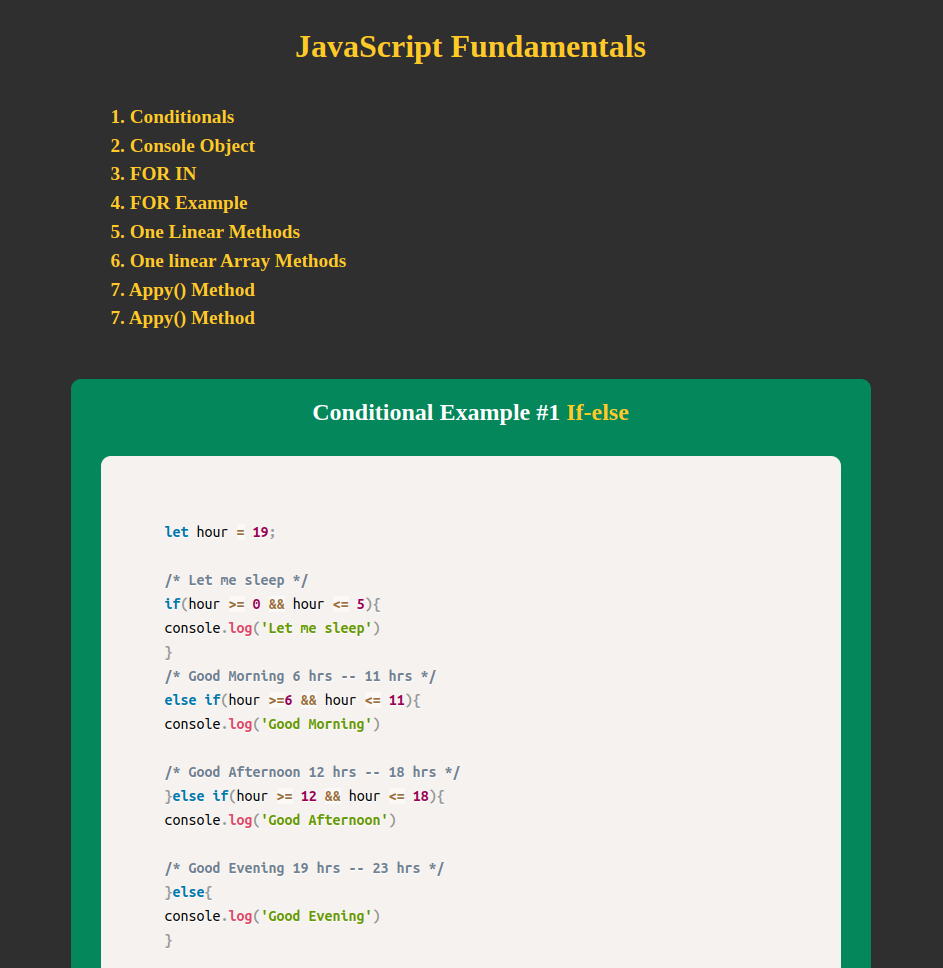 JavaScript Fundamentals
1. Conditionals
2. Console Object
3. FOR IN
4. FOR Example
5. One Linear Methods
6. One linear Array Methods
7. Appy() Method
7. Appy() Method
Conditional Example #1 If-else
let hour = 19;
/* Let me sleep */
if(hour >= 0 && hour <= 5){
console.log('Let me sleep')
}
/* Good Morning 6 hrs -- 11 hrs */
else if(hour >=6 && hour <= 11){
console.log('Good Morning')
/* Good Afternoon 12 hrs -- 18 hrs */
}else if(hour >= 12 && hour <= 18){
console.log('Good Afternoon')
/* Good Evening 19 hrs -- 23 hrs */
}else{
console.log('Good Evening')
}